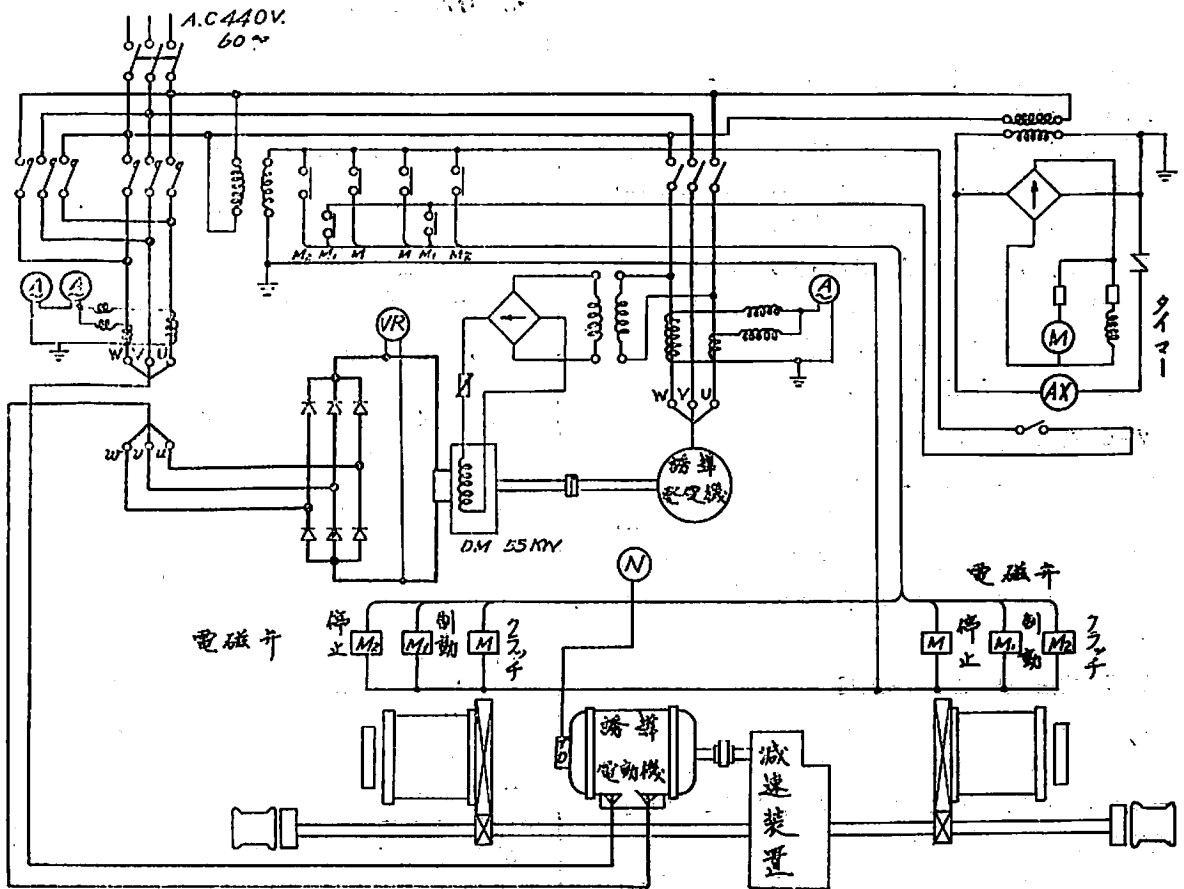 A.C 440V.
60～
M₂ M₁ M M M₁ M₂
A A
A
W V U
VR
W V U
M
AX
タイマー
w v u
誘導
発電機
DM 55 KW
N
電磁弁
停止 M₂
制動 M₁
M クラッチ
電磁弁
M 停止
M₁ 制動
M₂ クラッチ
誘導
電動機
減速装置